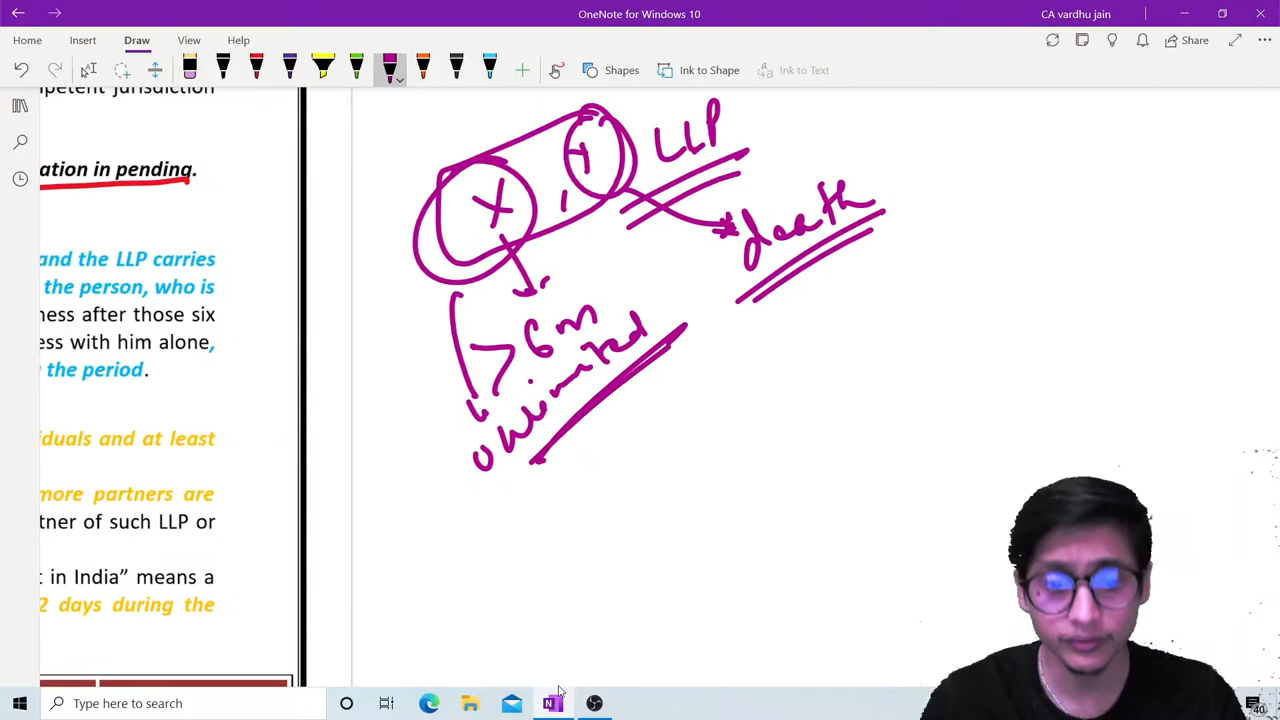 OneNote for Windows 10
CA vardhu jain
Home Insert Draw View Help
Share
Shapes
Ink to Shape
Ink to Text
petent jurisdiction
ation in pending.
and the LLP carries
the person, who is
ness after those six
ess with him alone,
the period.
iduals and at least
more partners are
tner of such LLP or
t in India” means a
2 days during the
X
Y
LLP
death
> 6m
unlimited
Type here to search
40